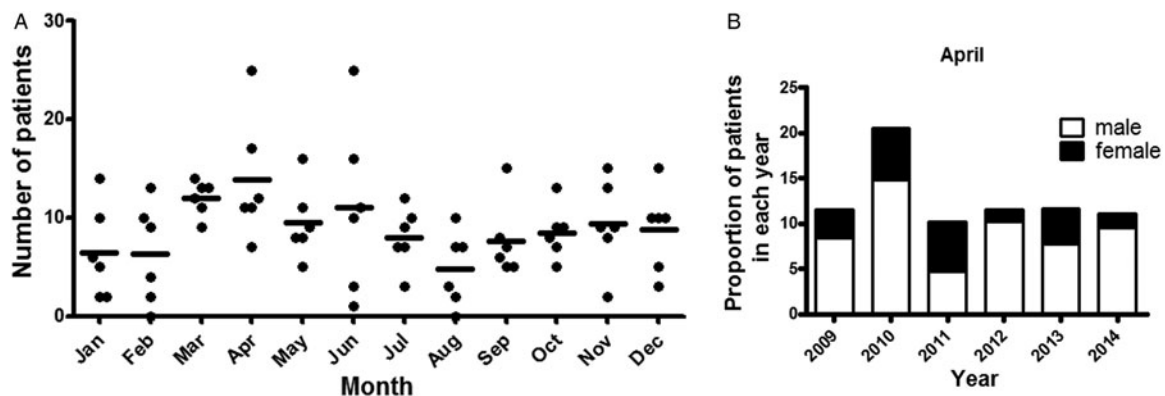 A
Number of patients
30
20
10
0
Jan
Feb
Mar
Apr
May
Jun
Jul
Aug
Sep
Oct
Nov
Dec
Month
B
April
Proportion of patients
in each year
25
20
15
10
5
0
male
female
2009
2010
2011
2012
2013
2014
Year